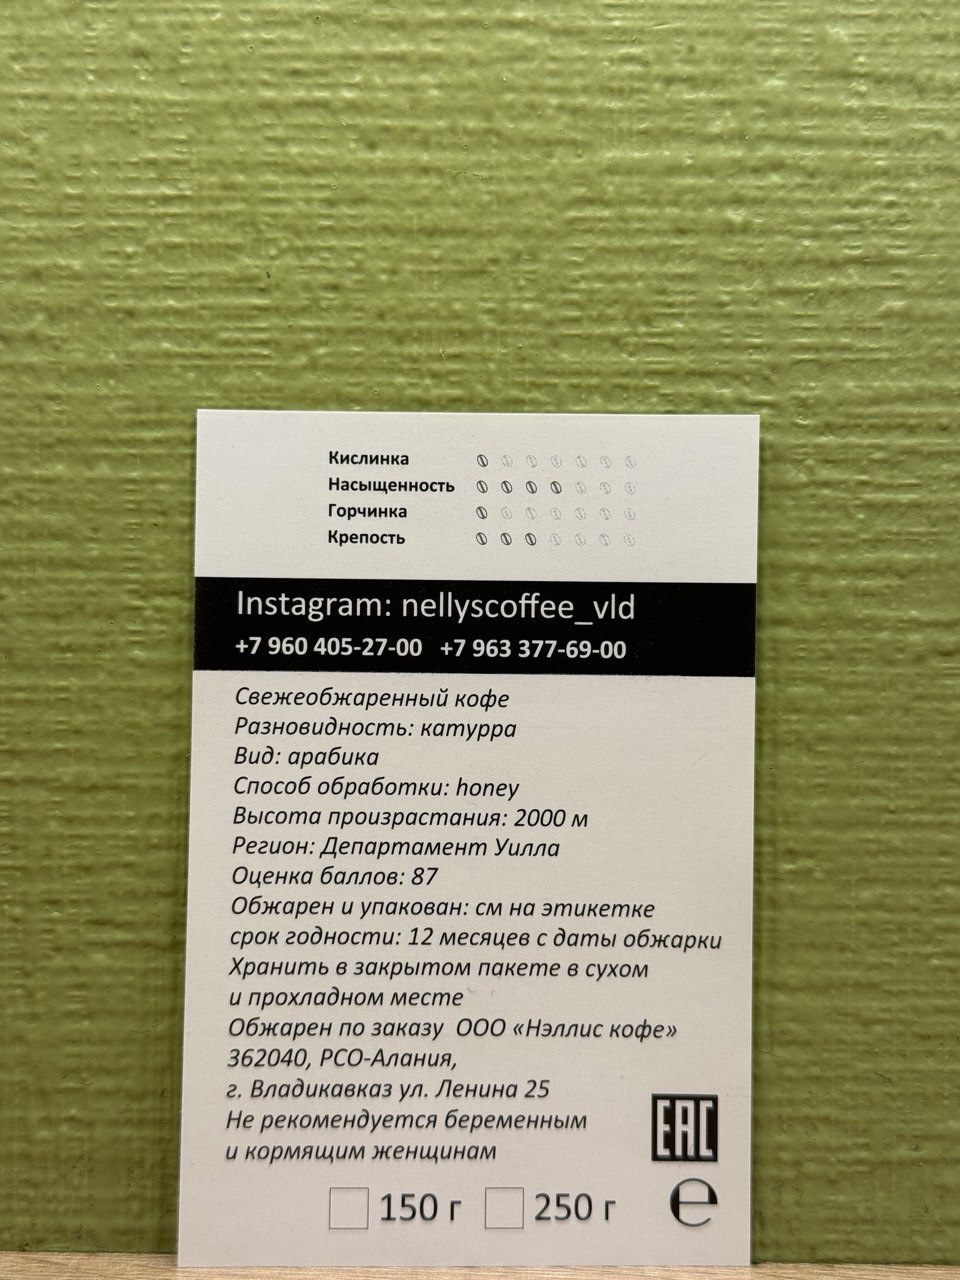 Кислинка
Насыщенность
Горчинка
Крепость
Instagram: nellyscoffee_vld
+7 960 405-27-00 +7 963 377-69-00
Свежеобжаренный кофе
Разновидность: катурра
Вид: арабика
Способ обработки: honey
Высота произрастания: 2000 м
Регион: Департамент Уилла
Оценка баллов: 87
Обжарен и упакован: см на этикетке
срок годности: 12 месяцев с даты обжарки
Хранить в закрытом пакете в сухом
и прохладном месте
Обжарен по заказу ООО «Нэллис кофе»
362040, РСО-Алания,
г. Владикавказ ул. Ленина 25
Не рекомендуется беременным
и кормящим женщинам
EAC
150 г 250 г ℮